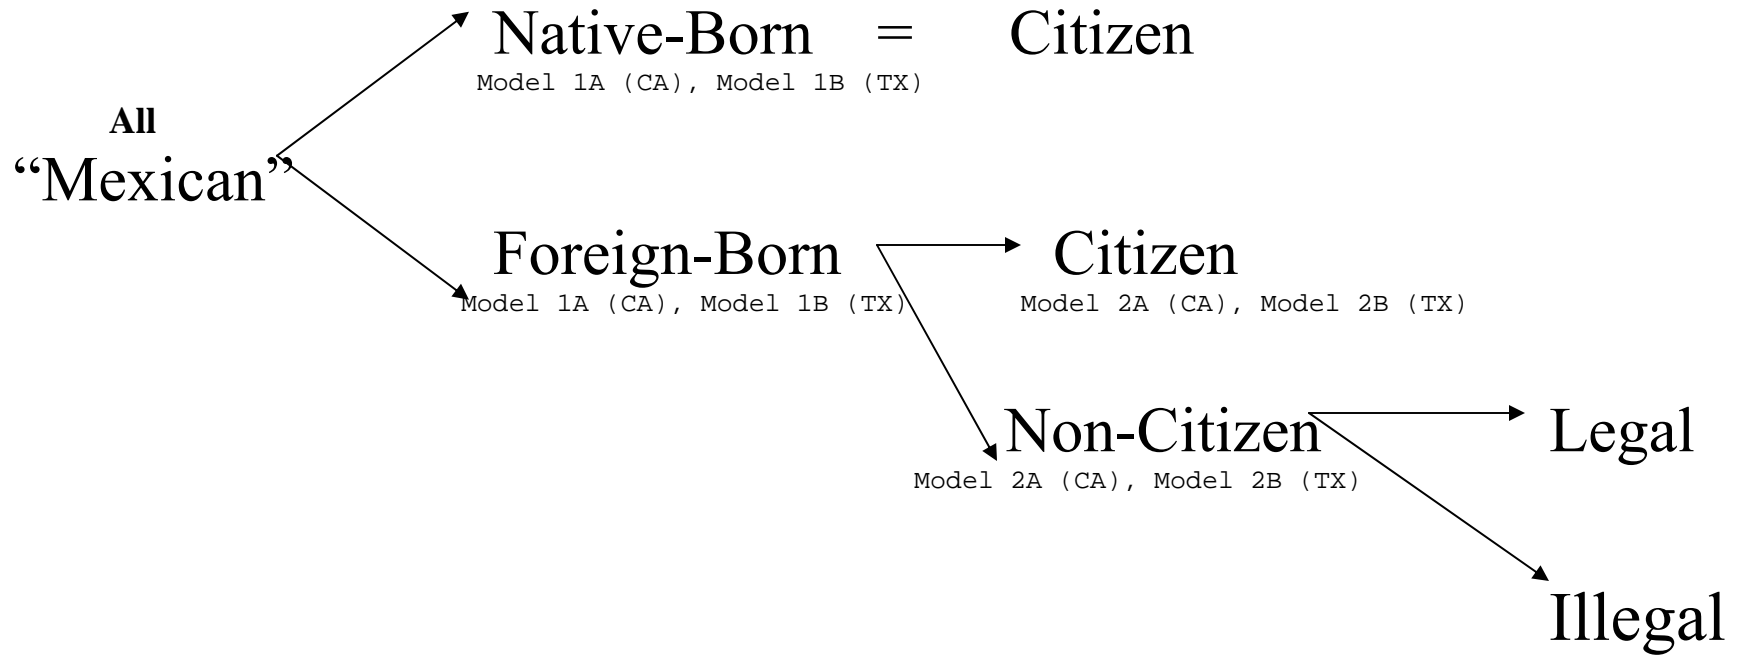 Native-Born = Citizen
Model 1A (CA), Model 1B (TX)
All
“Mexican”
Foreign-Born
Citizen
Model 1A (CA), Model 1B (TX)
Model 2A (CA), Model 2B (TX)
Non-Citizen
Legal
Model 2A (CA), Model 2B (TX)
Illegal